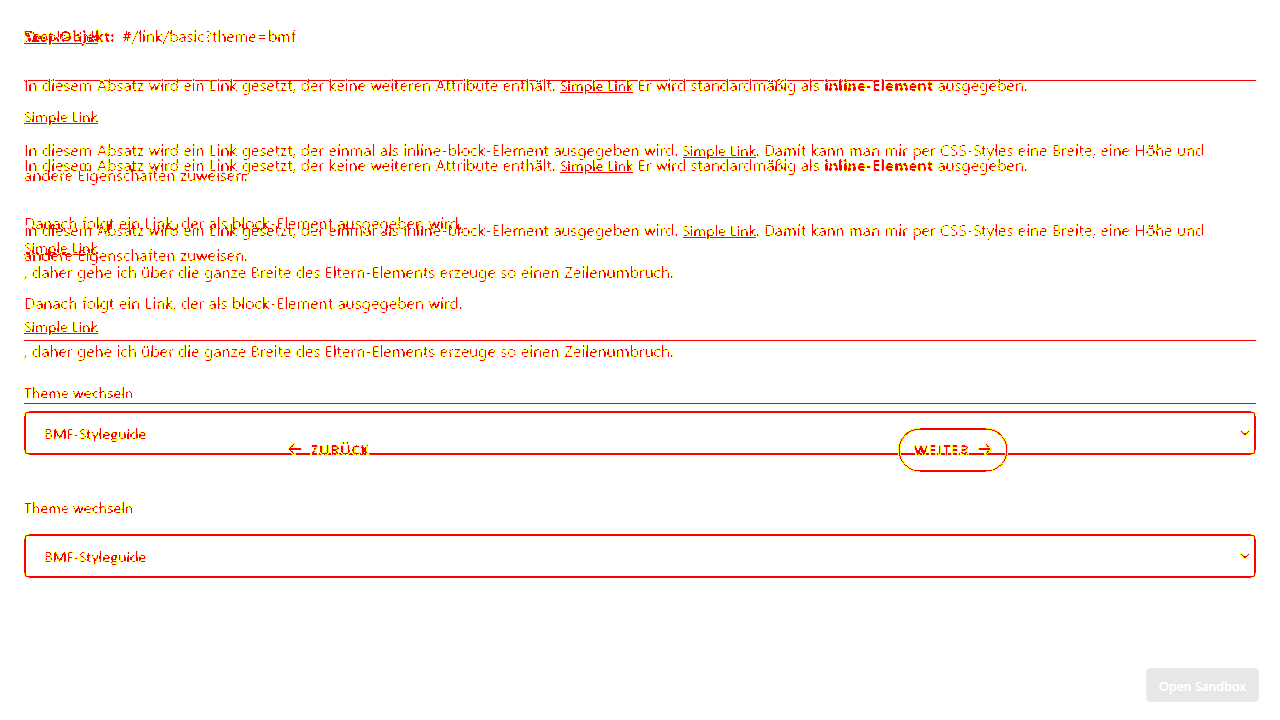 Test-Objekt: #/link/basic?theme=bmf
In diesem Absatz wird ein Link gesetzt, der keine weiteren Attribute enthält. Simple Link Er wird standardmäßig als inline-Element ausgegeben.
Simple Link
In diesem Absatz wird ein Link gesetzt, der einmal als inline-block-Element ausgegeben wird. Simple Link. Damit kann man mir per CSS-Styles eine Breite, eine Höhe und
In diesem Absatz wird ein Link gesetzt, der keine weiteren Attribute enthält. Simple Link Er wird standardmäßig als inline-Element ausgegeben.
andere Eigenschaften zuweisen.
Danach folgt ein Link, der als block-Element ausgegeben wird.
In diesem Absatz wird ein Link gesetzt, der einmal als inline-block-Element ausgegeben wird. Simple Link. Damit kann man mir per CSS-Styles eine Breite, eine Höhe und
Simple Link
andere Eigenschaften zuweisen.
, daher gehe ich über die ganze Breite des Eltern-Elements erzeuge so einen Zeilenumbruch.
Danach folgt ein Link, der als block-Element ausgegeben wird.
Simple Link
, daher gehe ich über die ganze Breite des Eltern-Elements erzeuge so einen Zeilenumbruch.
Theme wechseln
BMF-Styleguide
← ZURÜCK
WEITER →
Theme wechseln
BMF-Styleguide
Open Sandbox